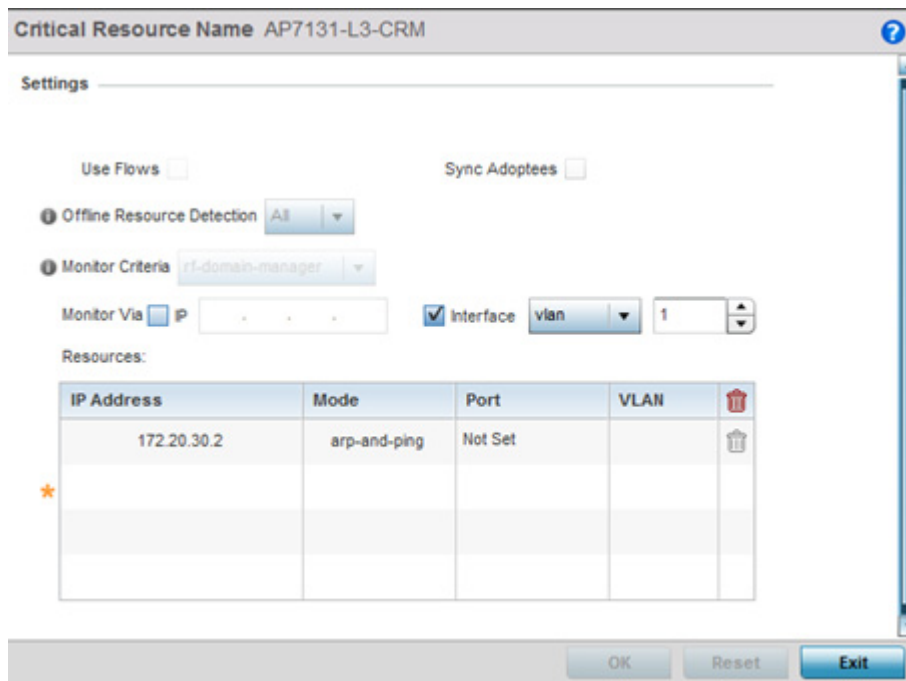 Critical Resource Name AP7131-L3-CRM
?
Settings
Use Flows Sync Adoptees
i Offline Resource Detection All
i Monitor Criteria rf-domain-manager
Monitor Via IP . . . Interface vlan 1
Resources:
IP Address Mode Port VLAN
172.20.30.2 arp-and-ping Not Set
*
OK Reset Exit